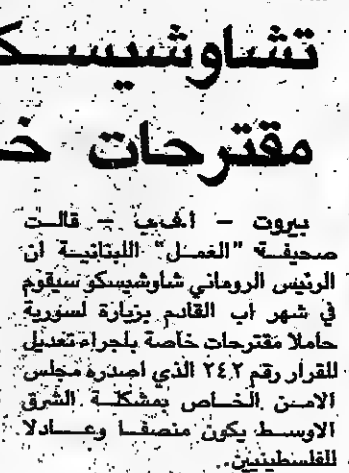 تشاوشيسك
مقترحات خ
بيروت – ا.ف.ب – قالت
صحيفة "العمل" اللبنانية ان
الرئيس الروماني شاوشيسكو سيقوم
في شهر اب القادم بزيارة لسورية
حاملا مقترحات خاصة باجراء تعديل
للقرار رقم ٢٤٢ الذي اصدره مجلس
الامن الخاص بمشكلة الشرق
الاوسط يكون منصفا وعادلا
للفلسطينيين.